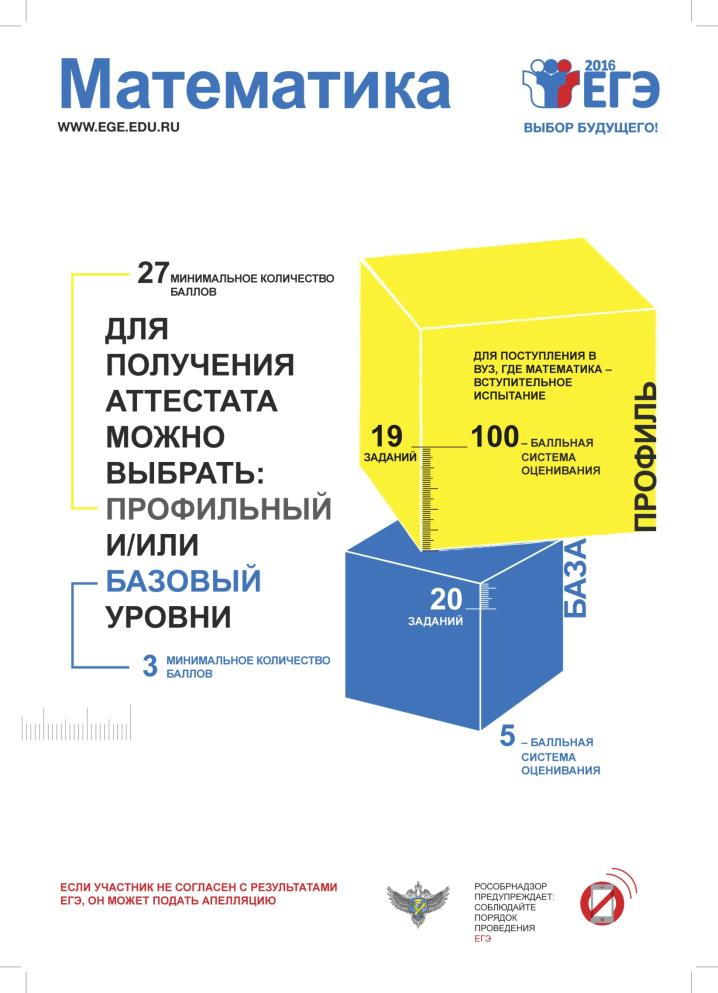 Математика
WWW.EGE.EDU.RU
2016
ЕГЭ
ВЫБОР БУДУЩЕГО!
27 МИНИМАЛЬНОЕ КОЛИЧЕСТВО
БАЛЛОВ
ДЛЯ
ПОЛУЧЕНИЯ
АТТЕСТАТА
МОЖНО
ВЫБРАТЬ:
ПРОФИЛЬНЫЙ
И/ИЛИ
БАЗОВЫЙ
УРОВНИ
3 МИНИМАЛЬНОЕ КОЛИЧЕСТВО
БАЛЛОВ
ДЛЯ ПОСТУПЛЕНИЯ В
ВУЗ, ГДЕ МАТЕМАТИКА –
ВСТУПИТЕЛЬНОЕ
ИСПЫТАНИЕ
19
ЗАДАНИЙ
100 – БАЛЛЬНАЯ
СИСТЕМА
ОЦЕНИВАНИЯ
ПРОФИЛЬ
20
ЗАДАНИЙ
БАЗА
5 – БАЛЛЬНАЯ
СИСТЕМА
ОЦЕНИВАНИЯ
ЕСЛИ УЧАСТНИК НЕ СОГЛАСЕН С РЕЗУЛЬТАТАМИ
ЕГЭ, ОН МОЖЕТ ПОДАТЬ АПЕЛЛЯЦИЮ
РОСОБРНАДЗОР
ПРЕДУПРЕЖДАЕТ:
СОБЛЮДАЙТЕ
ПОРЯДОК
ПРОВЕДЕНИЯ
ЕГЭ